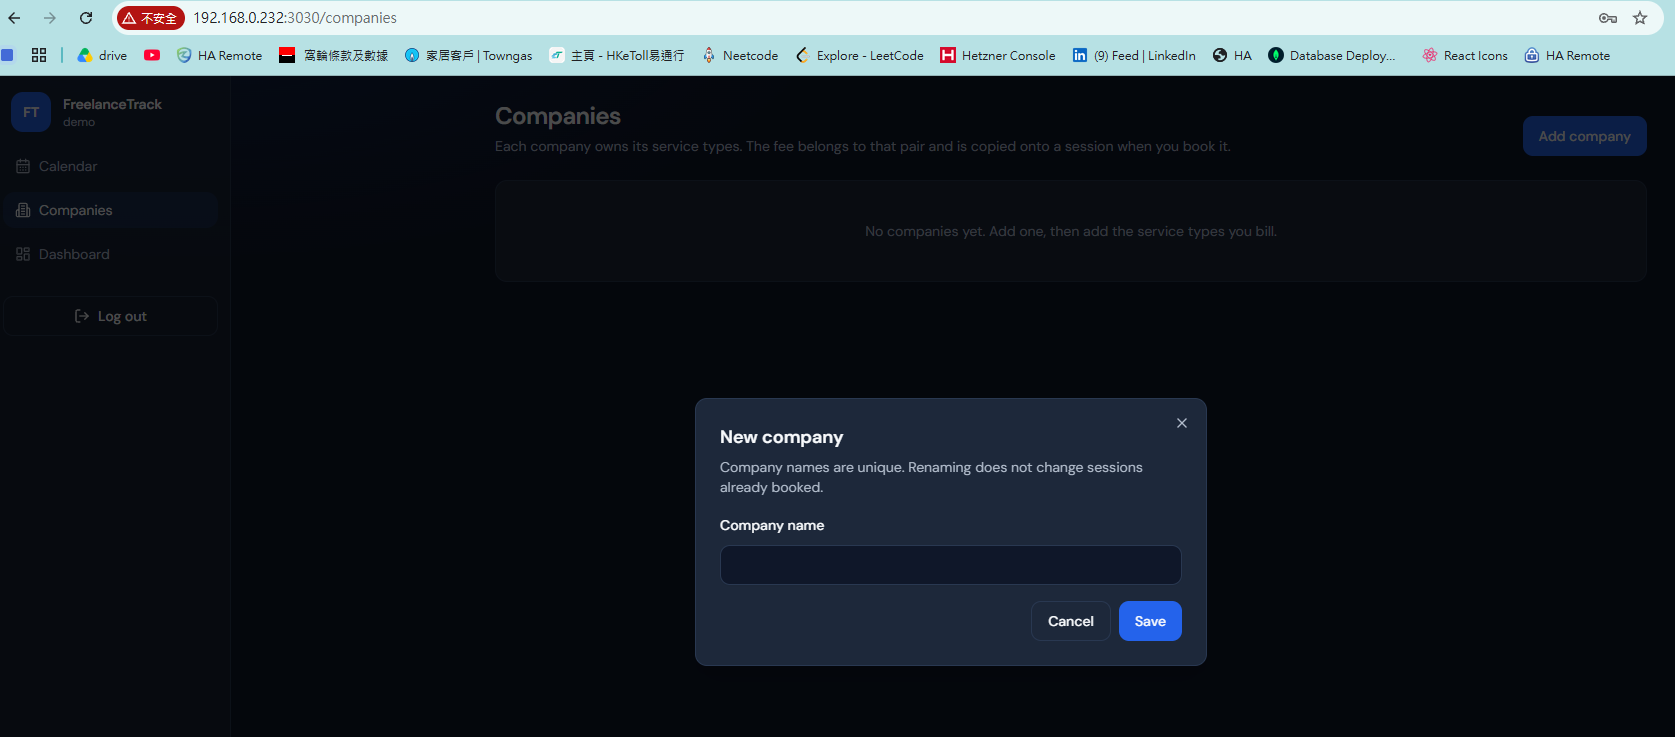 不安全 192.168.0.232:3030/companies
drive HA Remote 窩輪條款及數據 家居客戶 | Towngas 主頁 - HKeToll易通行 Neetcode Explore - LeetCode Hetzner Console (9) Feed | LinkedIn HA Database Deploy... React Icons HA Remote
FT FreelanceTrack
demo
Calendar
Companies
Dashboard
Log out
Companies
Each company owns its service types. The fee belongs to that pair and is copied onto a session when you book it.
Add company
No companies yet. Add one, then add the service types you bill.
New company
Company names are unique. Renaming does not change sessions
already booked.
Company name
Cancel Save